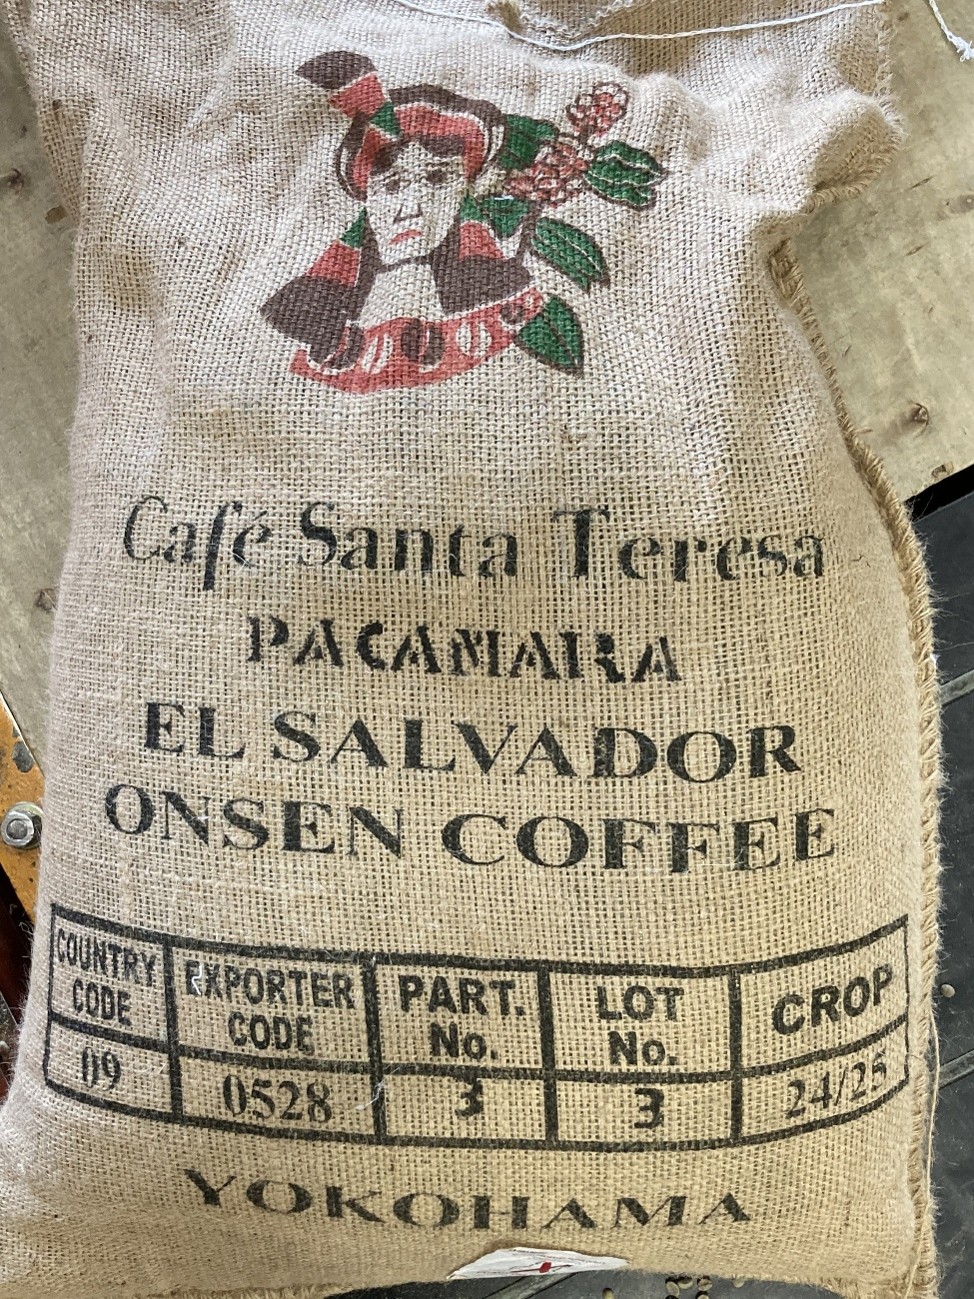 Café Santa Teresa
PACAMARA
EL SALVADOR
ONSEN COFFEE
COUNTRY CODE EXPORTER CODE PART. No. LOT No. CROP
09 0528 3 3 24/25
YOKOHAMA